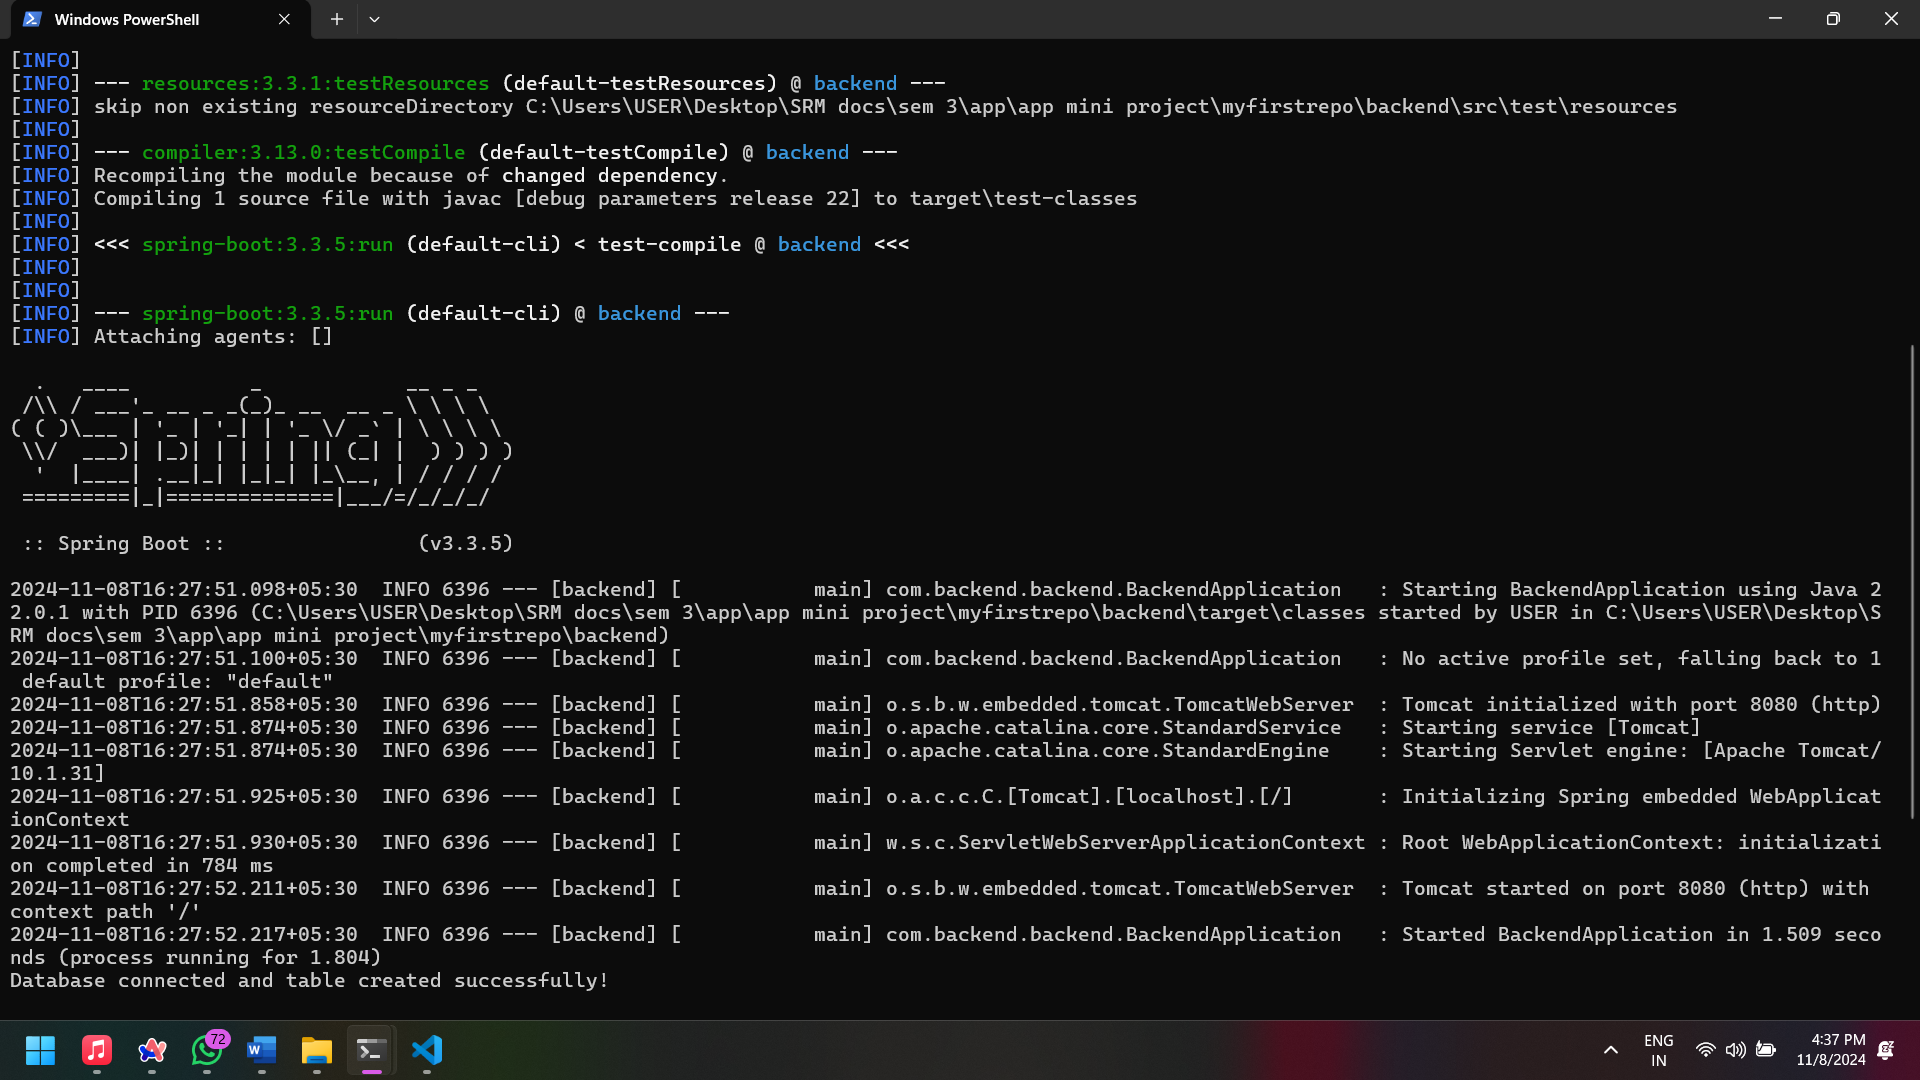 Windows PowerShell
[INFO]
[INFO] --- resources:3.3.1:testResources (default-testResources) @ backend ---
[INFO] skip non existing resourceDirectory C:\Users\USER\Desktop\SRM docs\sem 3\app\app mini project\myfirstrepo\backend\src\test\resources
[INFO]
[INFO] --- compiler:3.13.0:testCompile (default-testCompile) @ backend ---
[INFO] Recompiling the module because of changed dependency.
[INFO] Compiling 1 source file with javac [debug parameters release 22] to target\test-classes
[INFO]
[INFO] <<< spring-boot:3.3.5:run (default-cli) < test-compile @ backend <<<
[INFO]
[INFO]
[INFO] --- spring-boot:3.3.5:run (default-cli) @ backend ---
[INFO] Attaching agents: []
  .   ____          _            __ _ _
 /\\ / ___'_ __ _ _(_)_ __  __ _ \ \ \ \
( ( )\___ | '_ | '_| | '_ \/ _` | \ \ \ \
 \\/  ___)| |_)| | | | | || (_| |  ) ) ) )
  '  |____| .__|_| |_|_| |_\__, | / / / /
 =========|_|==============|___/=/_/_/_/
 :: Spring Boot ::                (v3.3.5)
2024-11-08T16:27:51.098+05:30  INFO 6396 --- [backend] [           main] com.backend.backend.BackendApplication   : Starting BackendApplication using Java 2
2.0.1 with PID 6396 (C:\Users\USER\Desktop\SRM docs\sem 3\app\app mini project\myfirstrepo\backend\target\classes started by USER in C:\Users\USER\Desktop\S
RM docs\sem 3\app\app mini project\myfirstrepo\backend)
2024-11-08T16:27:51.100+05:30  INFO 6396 --- [backend] [           main] com.backend.backend.BackendApplication   : No active profile set, falling back to 1
 default profile: "default"
2024-11-08T16:27:51.858+05:30  INFO 6396 --- [backend] [           main] o.s.b.w.embedded.tomcat.TomcatWebServer  : Tomcat initialized with port 8080 (http)
2024-11-08T16:27:51.874+05:30  INFO 6396 --- [backend] [           main] o.apache.catalina.core.StandardService   : Starting service [Tomcat]
2024-11-08T16:27:51.874+05:30  INFO 6396 --- [backend] [           main] o.apache.catalina.core.StandardEngine    : Starting Servlet engine: [Apache Tomcat/
10.1.31]
2024-11-08T16:27:51.925+05:30  INFO 6396 --- [backend] [           main] o.a.c.c.C.[Tomcat].[localhost].[/]       : Initializing Spring embedded WebApplicat
ionContext
2024-11-08T16:27:51.930+05:30  INFO 6396 --- [backend] [           main] w.s.c.ServletWebServerApplicationContext : Root WebApplicationContext: initializati
on completed in 784 ms
2024-11-08T16:27:52.211+05:30  INFO 6396 --- [backend] [           main] o.s.b.w.embedded.tomcat.TomcatWebServer  : Tomcat started on port 8080 (http) with
context path '/'
2024-11-08T16:27:52.217+05:30  INFO 6396 --- [backend] [           main] com.backend.backend.BackendApplication   : Started BackendApplication in 1.509 seco
nds (process running for 1.804)
Database connected and table created successfully!
72
W
ENG
IN
4:37 PM
11/8/2024